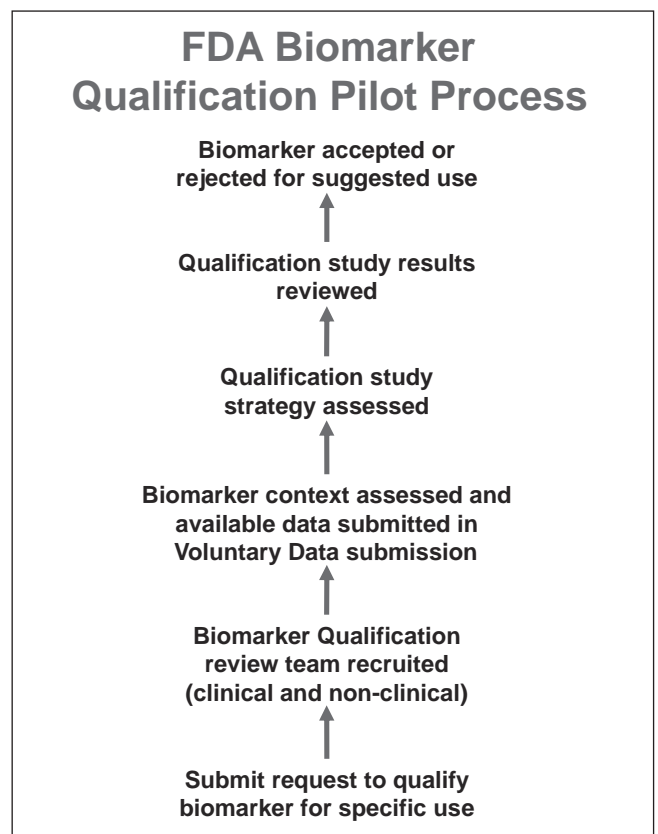 FDA Biomarker
Qualification Pilot Process
Biomarker accepted or
rejected for suggested use
Qualification study results
reviewed
Qualification study
strategy assessed
Biomarker context assessed and
available data submitted in
Voluntary Data submission
Biomarker Qualification
review team recruited
(clinical and non-clinical)
Submit request to qualify
biomarker for specific use